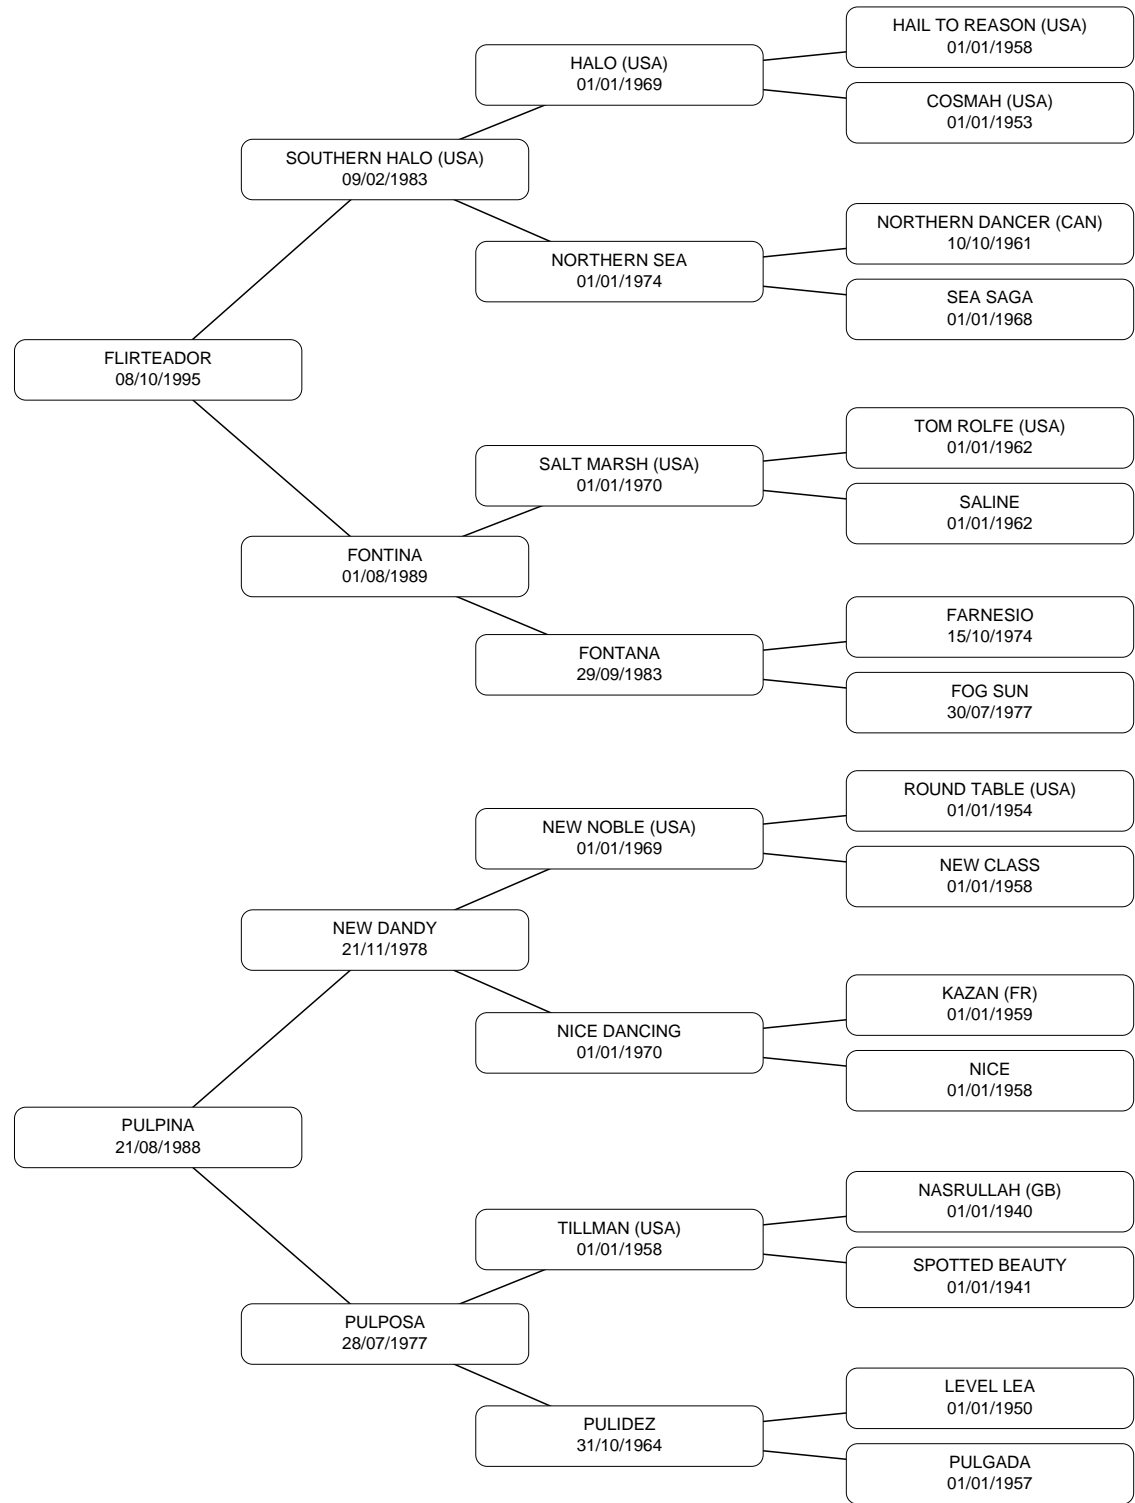 HAIL TO REASON (USA)
01/01/1958
HALO (USA)
01/01/1969
COSMAH (USA)
01/01/1953
SOUTHERN HALO (USA)
09/02/1983
NORTHERN DANCER (CAN)
10/10/1961
NORTHERN SEA
01/01/1974
SEA SAGA
01/01/1968
FLIRTEADOR
08/10/1995
TOM ROLFE (USA)
01/01/1962
SALT MARSH (USA)
01/01/1970
SALINE
01/01/1962
FONTINA
01/08/1989
FARNESIO
15/10/1974
FONTANA
29/09/1983
FOG SUN
30/07/1977
ROUND TABLE (USA)
01/01/1954
NEW NOBLE (USA)
01/01/1969
NEW CLASS
01/01/1958
NEW DANDY
21/11/1978
KAZAN (FR)
01/01/1959
NICE DANCING
01/01/1970
NICE
01/01/1958
PULPINA
21/08/1988
NASRULLAH (GB)
01/01/1940
TILLMAN (USA)
01/01/1958
SPOTTED BEAUTY
01/01/1941
PULPOSA
28/07/1977
LEVEL LEA
01/01/1950
PULIDEZ
31/10/1964
PULGADA
01/01/1957